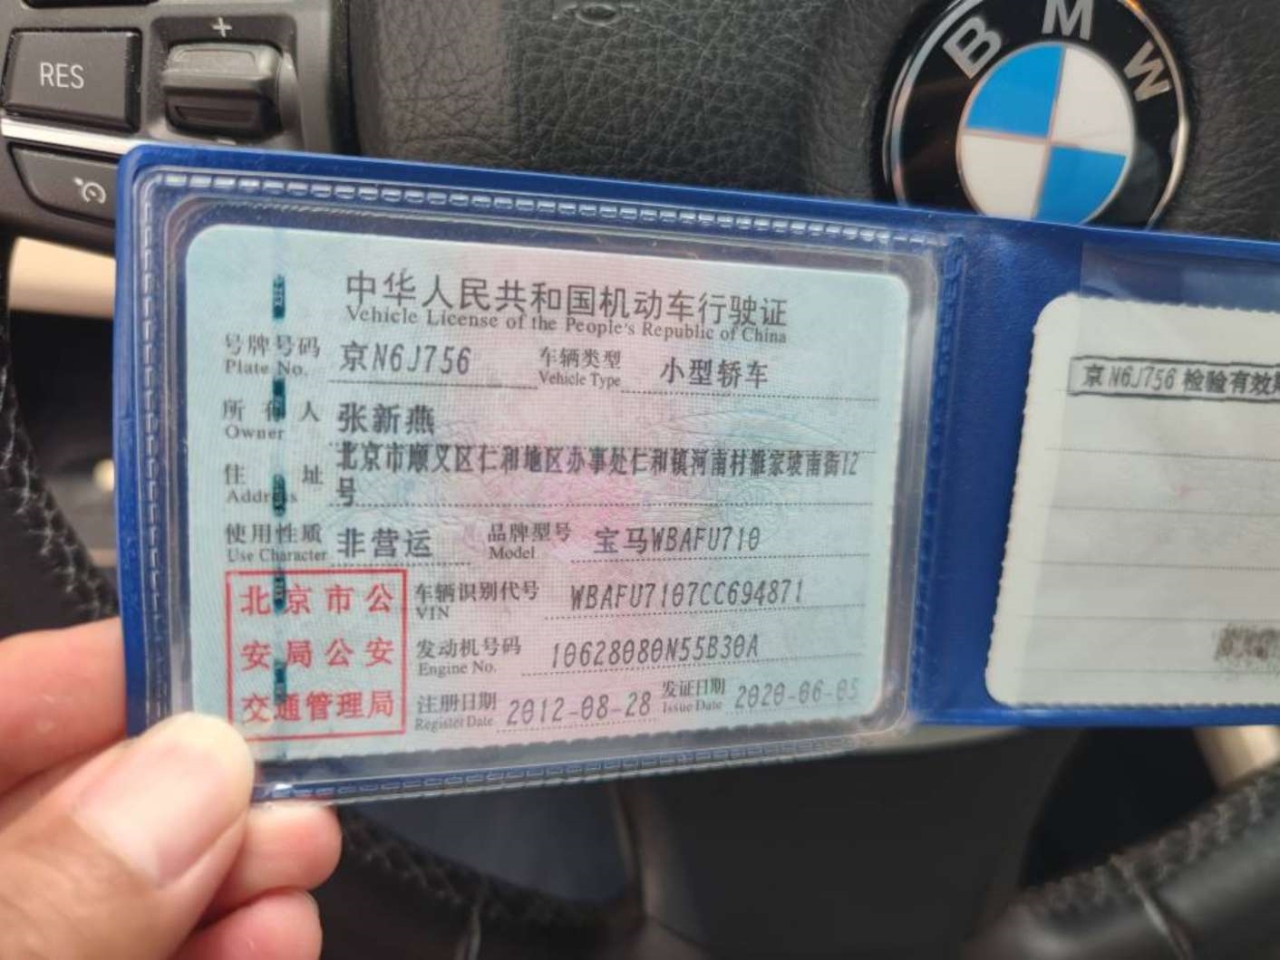 RES
+
BMW
中华人民共和国机动车行驶证
Vehicle License of the People's Republic of China
号牌号码 京N6J756 车辆类型 小型轿车
Plate No. Vehicle Type
所有人 张新燕
Owner
住址 北京市顺义区仁和地区办事处仁和镇河南村雒家坡南街12
Address 号
使用性质 非营运 品牌型号 宝马WBAFU710
Use Character Model
北京市公
安局公安
交通管理局
车辆识别代号 WBAFU7107CC694871
VIN
发动机号码 10628080N55B30A
Engine No.
注册日期 2012-08-28 发证日期 2020-06-05
Register Date Issue Date
京N6J756 检验有效